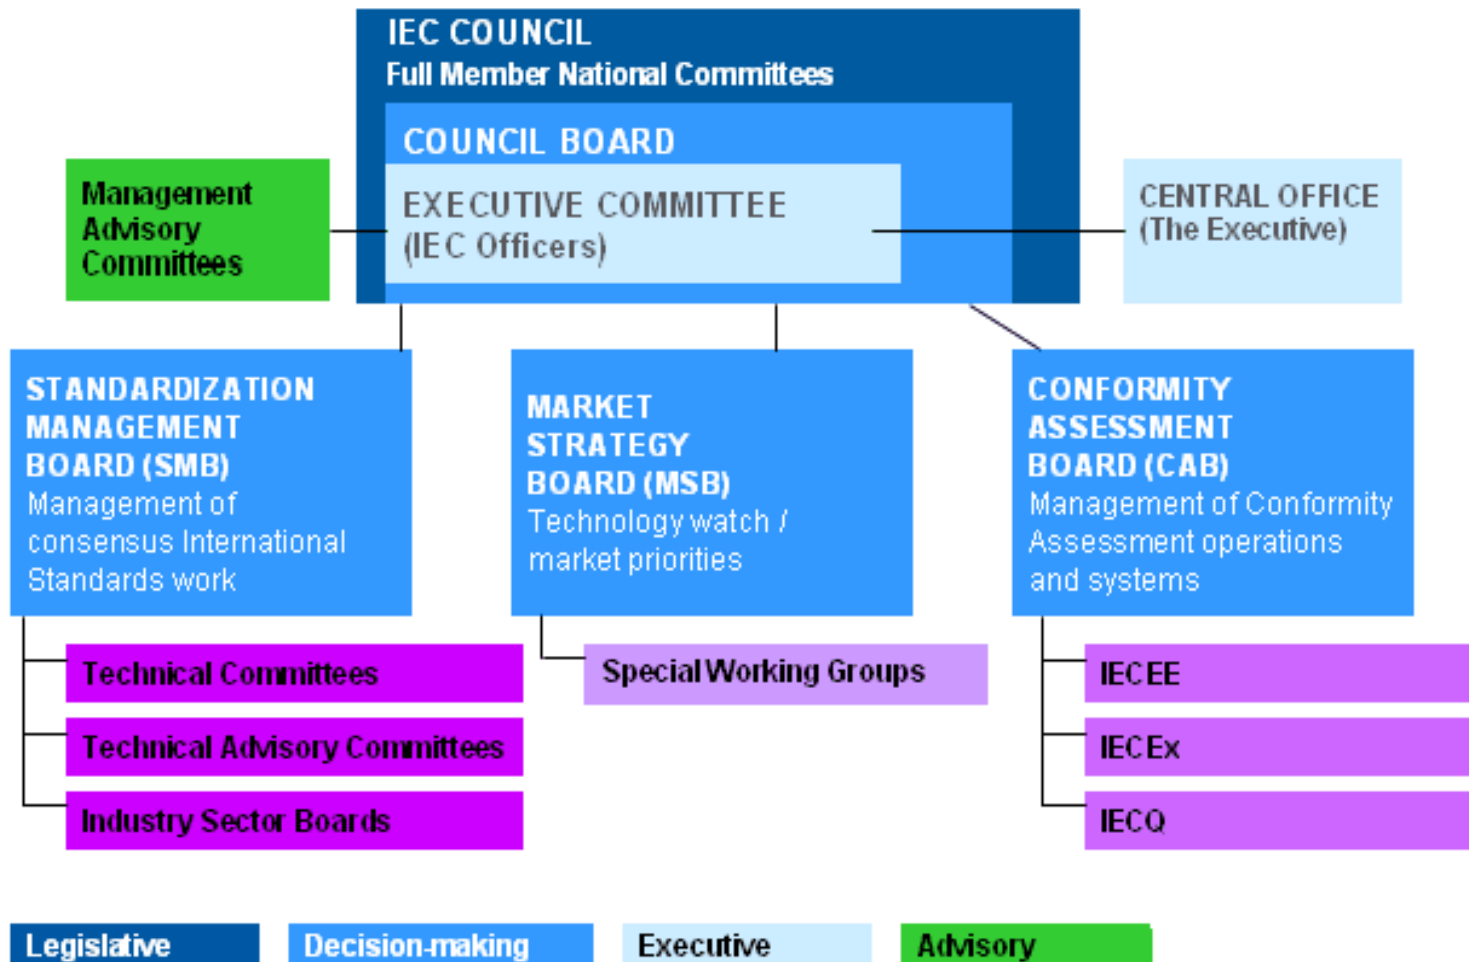 IEC COUNCIL
Full Member National Committees
COUNCIL BOARD
EXECUTIVE COMMITTEE
(IEC Officers)
Management
Advisory
Committees
CENTRAL OFFICE
(The Executive)
STANDARDIZATION
MANAGEMENT
BOARD (SMB)
Management of
consensus International
Standards work
MARKET
STRATEGY
BOARD (MSB)
Technology watch /
market priorities
CONFORMITY
ASSESSMENT
BOARD (CAB)
Management of Conformity
Assessment operations
and systems
Technical Committees
Technical Advisory Committees
Industry Sector Boards
Special Working Groups
IECEE
IECEx
IECQ
Legislative
Decision-making
Executive
Advisory